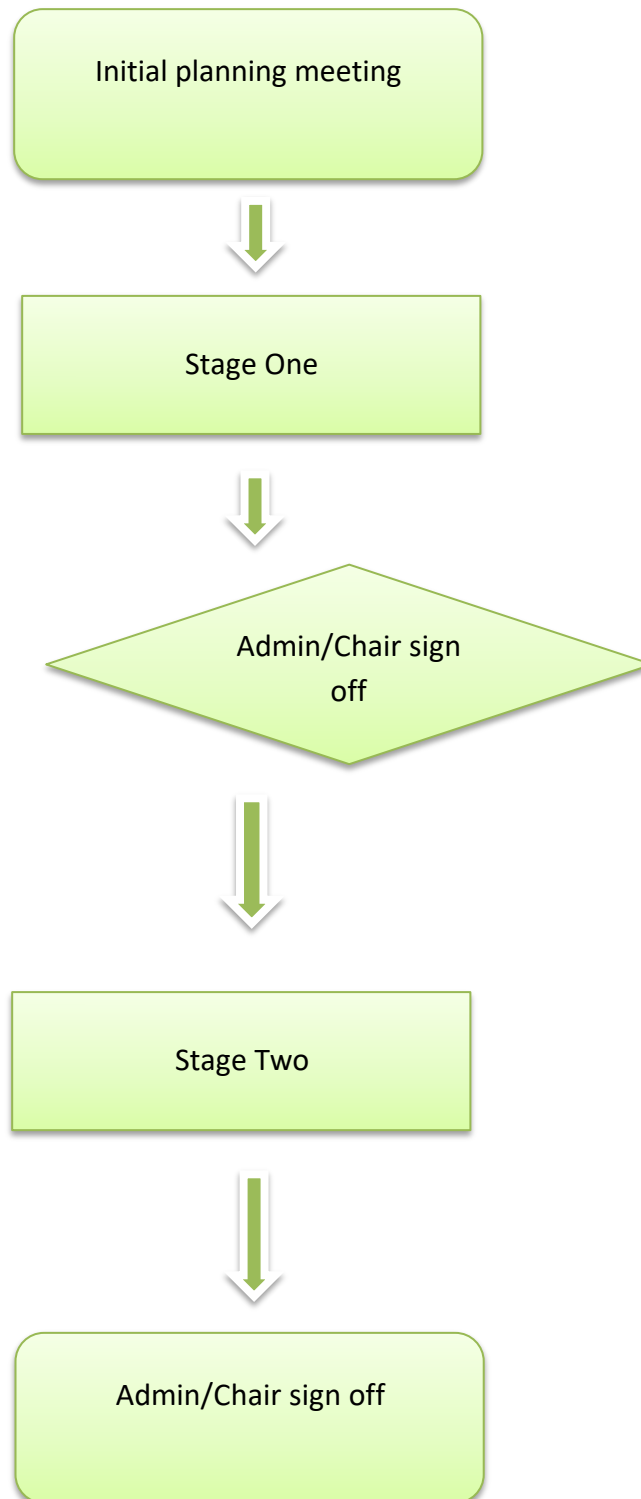 Initial planning meeting
Stage One
Admin/Chair sign
off
Stage Two
Admin/Chair sign off